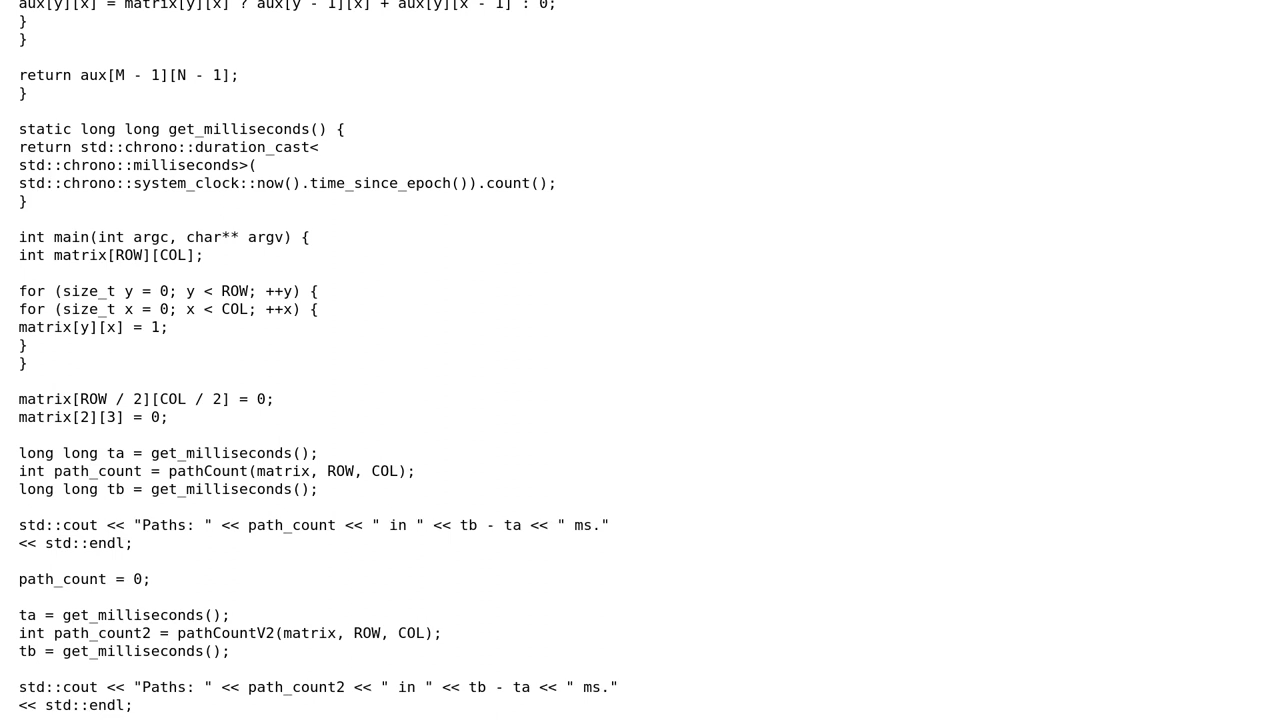 aux[y][x] = matrix[y][x] ? aux[y - 1][x] + aux[y][x - 1] : 0;
}
}

return aux[M - 1][N - 1];
}

static long long get_milliseconds() {
return std::chrono::duration_cast<
std::chrono::milliseconds>(
std::chrono::system_clock::now().time_since_epoch()).count();
}

int main(int argc, char** argv) {
int matrix[ROW][COL];

for (size_t y = 0; y < ROW; ++y) {
for (size_t x = 0; x < COL; ++x) {
matrix[y][x] = 1;
}
}

matrix[ROW / 2][COL / 2] = 0;
matrix[2][3] = 0;

long long ta = get_milliseconds();
int path_count = pathCount(matrix, ROW, COL);
long long tb = get_milliseconds();

std::cout << "Paths: " << path_count << " in " << tb - ta << " ms."
<< std::endl;

path_count = 0;

ta = get_milliseconds();
int path_count2 = pathCountV2(matrix, ROW, COL);
tb = get_milliseconds();

std::cout << "Paths: " << path_count2 << " in " << tb - ta << " ms."
<< std::endl;